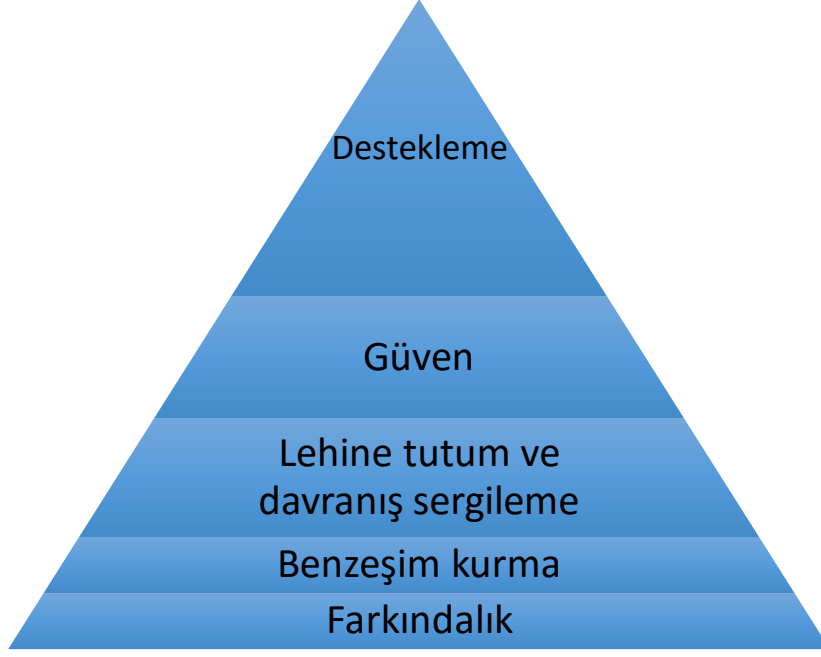 Destekleme
Güven
Lehine tutum ve
davranış sergileme
Benzeşim kurma
Farkındalık